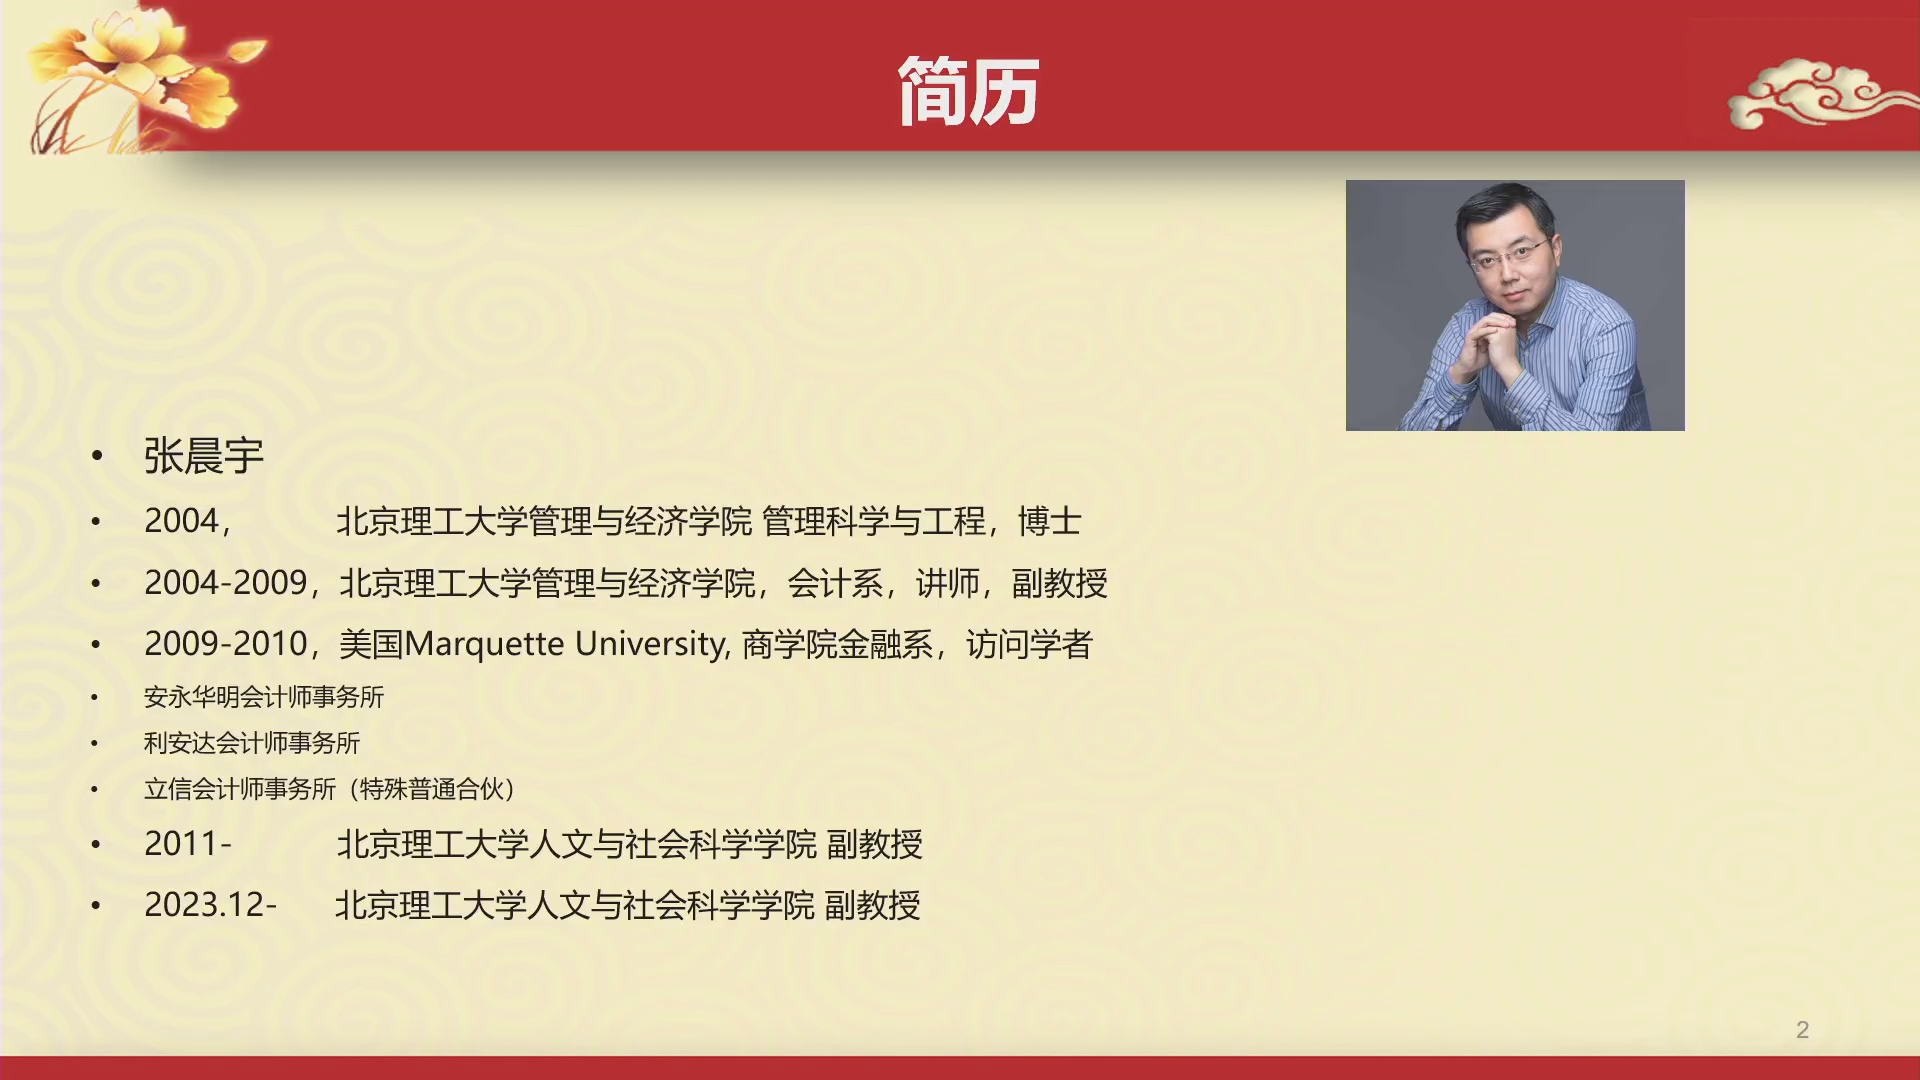 简历
• 张晨宇
• 2004， 北京理工大学管理与经济学院 管理科学与工程，博士
• 2004-2009，北京理工大学管理与经济学院，会计系，讲师，副教授
• 2009-2010，美国Marquette University, 商学院金融系，访问学者
• 安永华明会计师事务所
• 利安达会计师事务所
• 立信会计师事务所（特殊普通合伙）
• 2011- 北京理工大学人文与社会科学学院 副教授
• 2023.12- 北京理工大学人文与社会科学学院 副教授
2